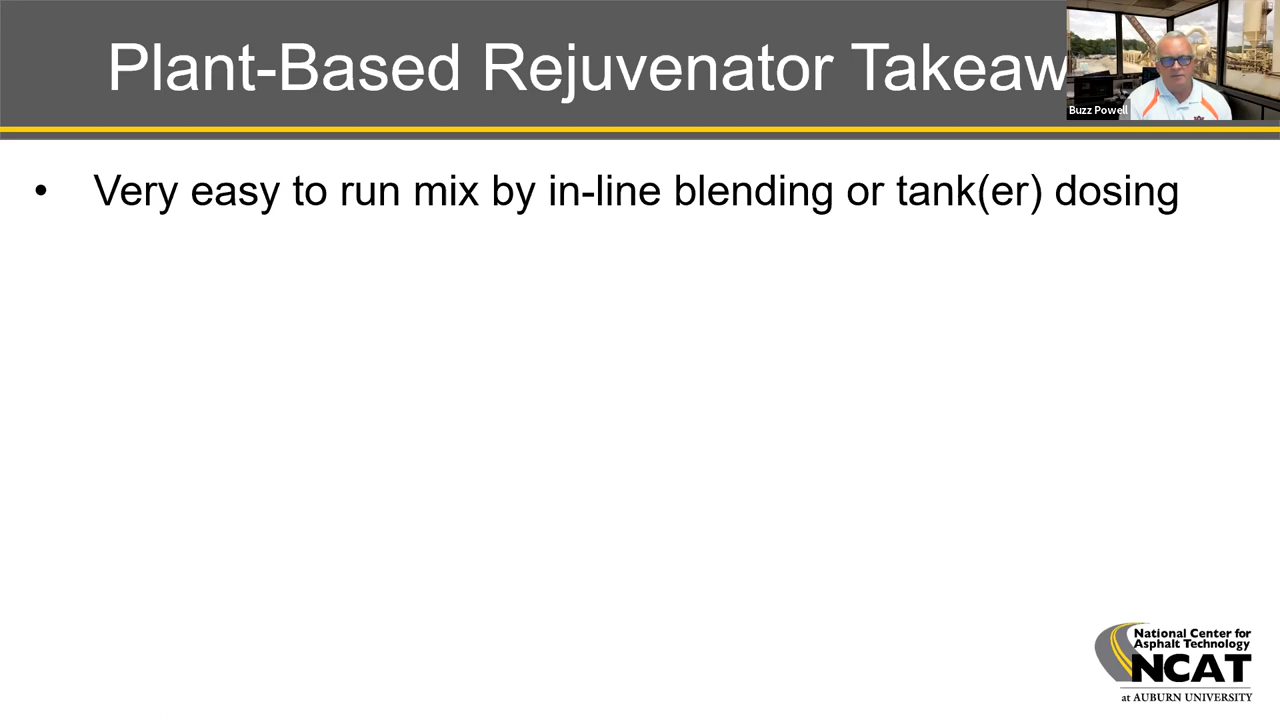 Plant-Based Rejuvenator Takeaw
Buzz Powell
• Very easy to run mix by in-line blending or tank(er) dosing
National Center for
Asphalt Technology
NCAT
at AUBURN UNIVERSITY